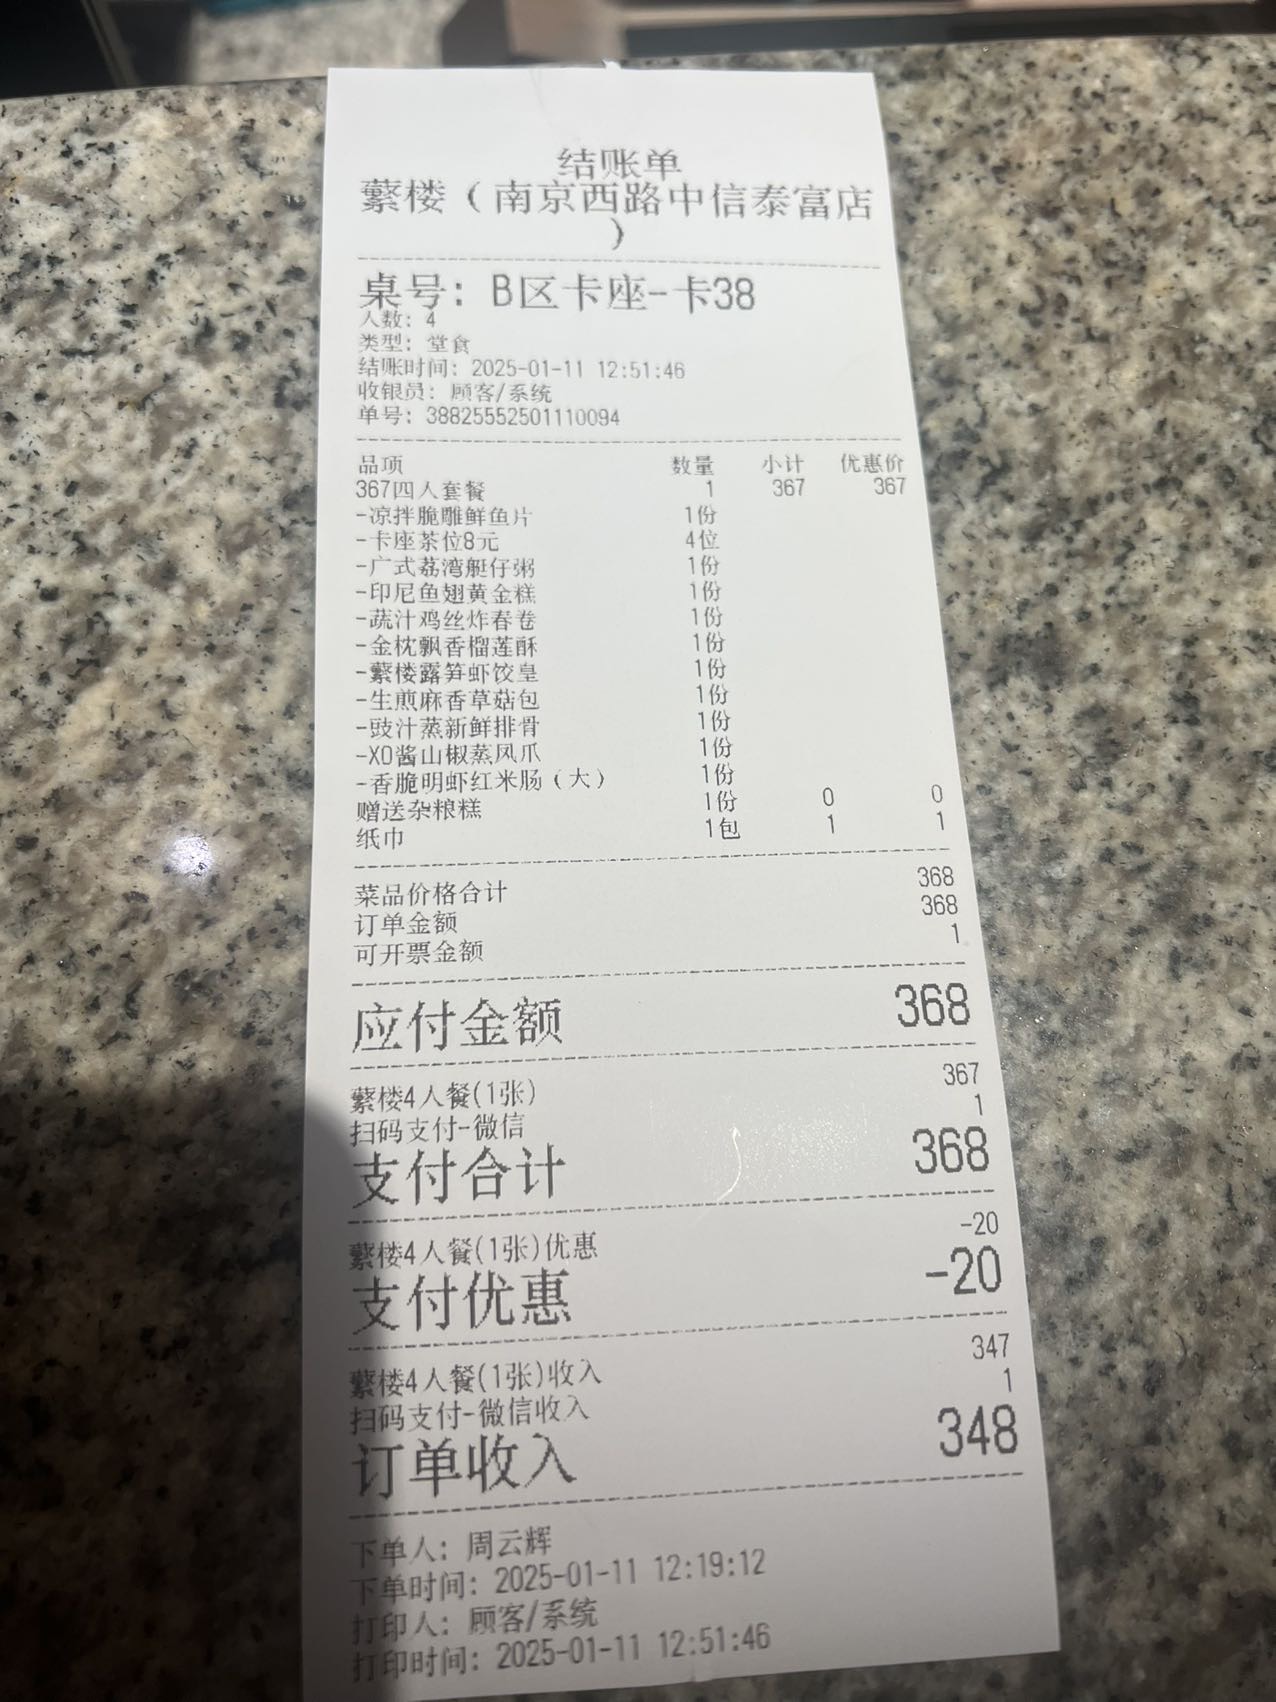 结账单
蘩楼（南京西路中信泰富店
）
桌号：B区卡座-卡38
人数：4
类型：堂食
结账时间：2025-01-11 12:51:46
收银员：顾客/系统
单号：38825552501110094
品项 数量 小计 优惠价
367四人套餐 1 367 367
-凉拌脆雕鲜鱼片 1份
-卡座茶位8元 4位
-广式荔湾艇仔粥 1份
-印尼鱼翅黄金糕 1份
-蔬汁鸡丝炸春卷 1份
-金枕飘香榴莲酥 1份
-蘩楼露笋虾饺皇 1份
-生煎麻香草菇包 1份
-豉汁蒸新鲜排骨 1份
-XO酱山椒蒸凤爪 1份
-香脆明虾红米肠（大） 1份
赠送杂粮糕 1份 0 0
纸巾 1包 1 1
菜品价格合计 368
订单金额 368
可开票金额 1
应付金额 368
蘩楼4人餐(1张) 367
扫码支付-微信 1
支付合计 368
蘩楼4人餐(1张)优惠 -20
支付优惠 -20
蘩楼4人餐(1张)收入 347
扫码支付-微信收入 1
订单收入 348
下单人：周云辉
下单时间：2025-01-11 12:19:12
打印人：顾客/系统
打印时间：2025-01-11 12:51:46